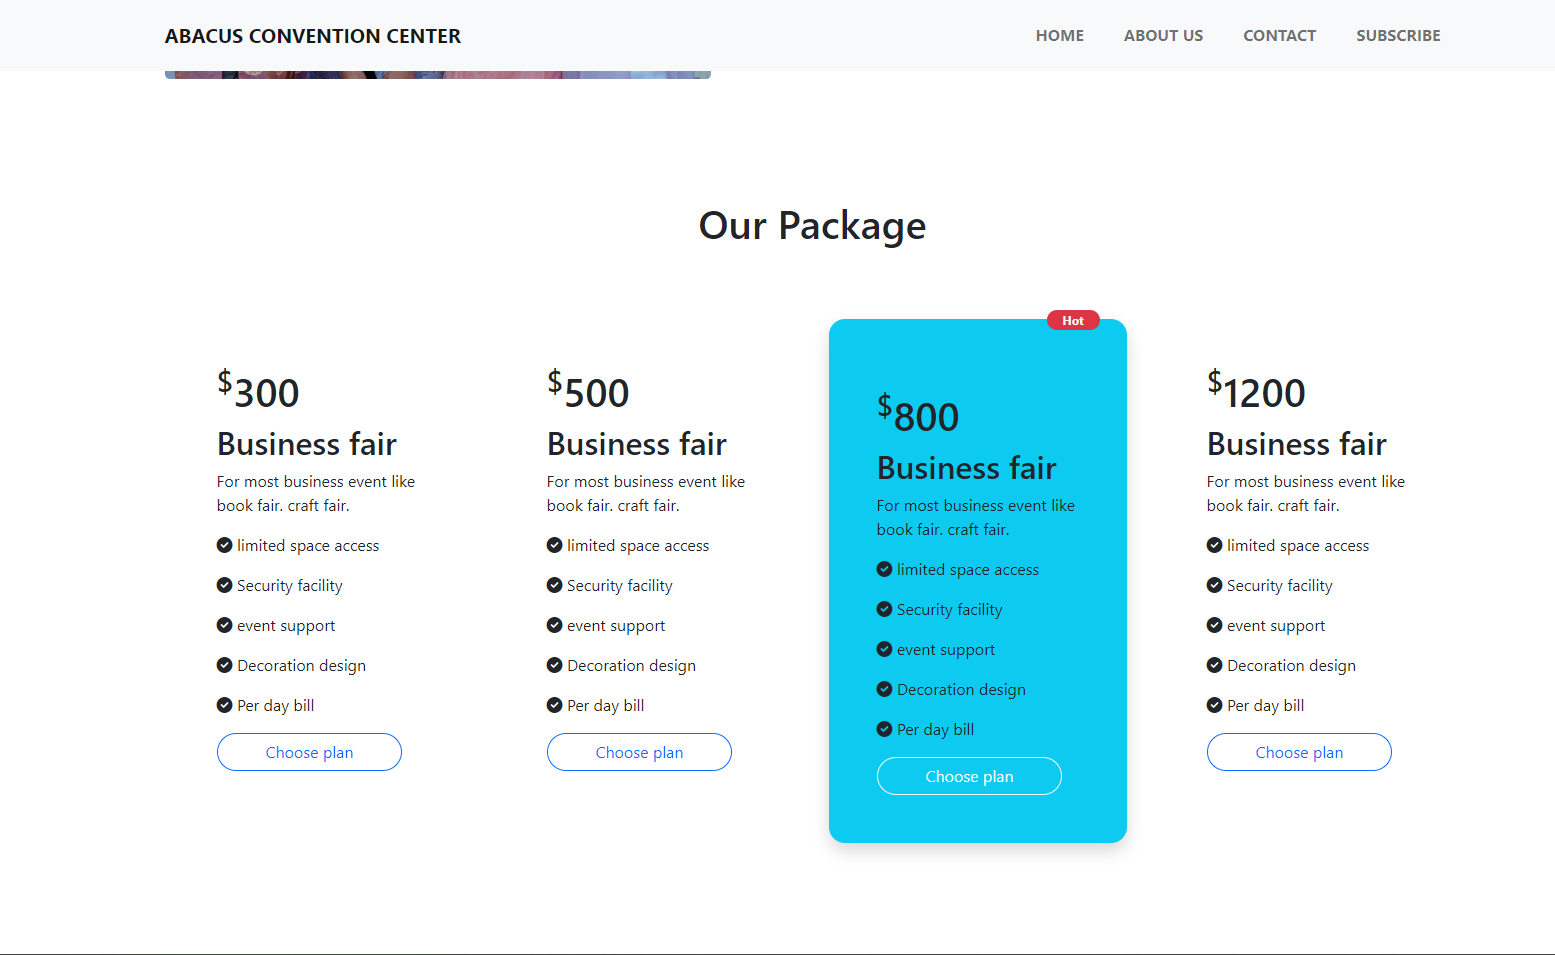 ABACUS CONVENTION CENTER
HOME ABOUT US CONTACT SUBSCRIBE
Our Package
$300
Business fair
For most business event like
book fair. craft fair.
limited space access
Security facility
event support
Decoration design
Per day bill
Choose plan
$500
Business fair
For most business event like
book fair. craft fair.
limited space access
Security facility
event support
Decoration design
Per day bill
Choose plan
Hot
$800
Business fair
For most business event like
book fair. craft fair.
limited space access
Security facility
event support
Decoration design
Per day bill
Choose plan
$1200
Business fair
For most business event like
book fair. craft fair.
limited space access
Security facility
event support
Decoration design
Per day bill
Choose plan